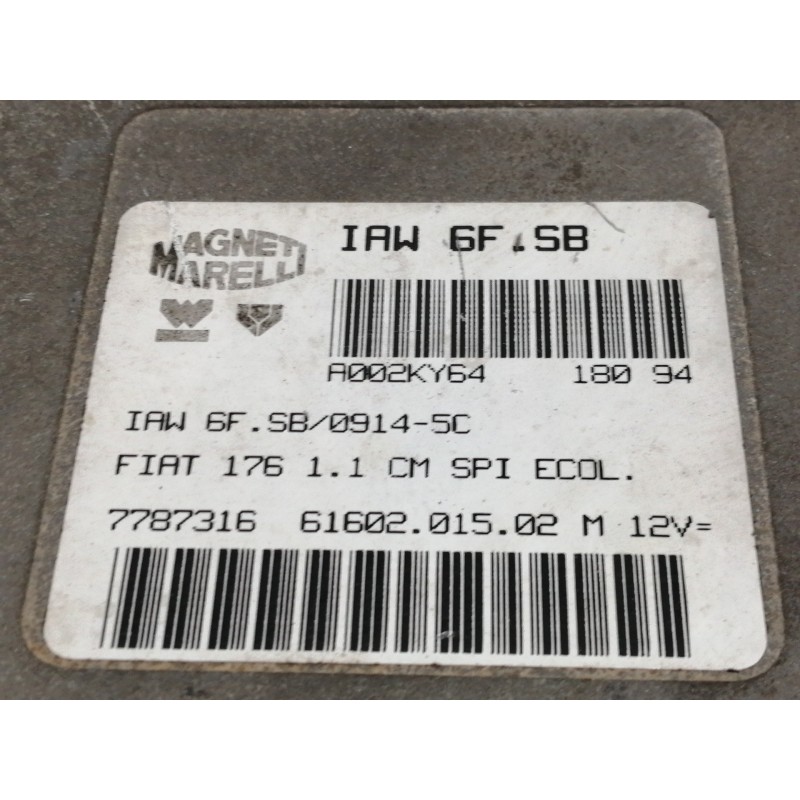 MAGNETI
MARELLI
IAW 6F.SB
A002KY64 180 94
IAW 6F.SB/0914-5C
FIAT 176 1.1 CM SPI ECOL.
7787316 61602.015.02 M 12V=